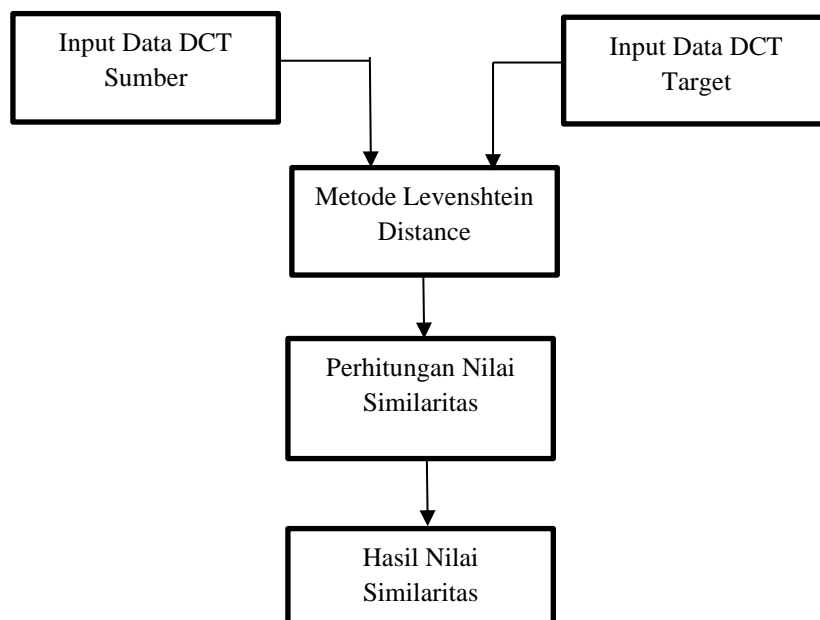 Input Data DCT
Sumber
Input Data DCT
Target
Metode Levenshtein
Distance
Perhitungan Nilai
Similaritas
Hasil Nilai
Similaritas